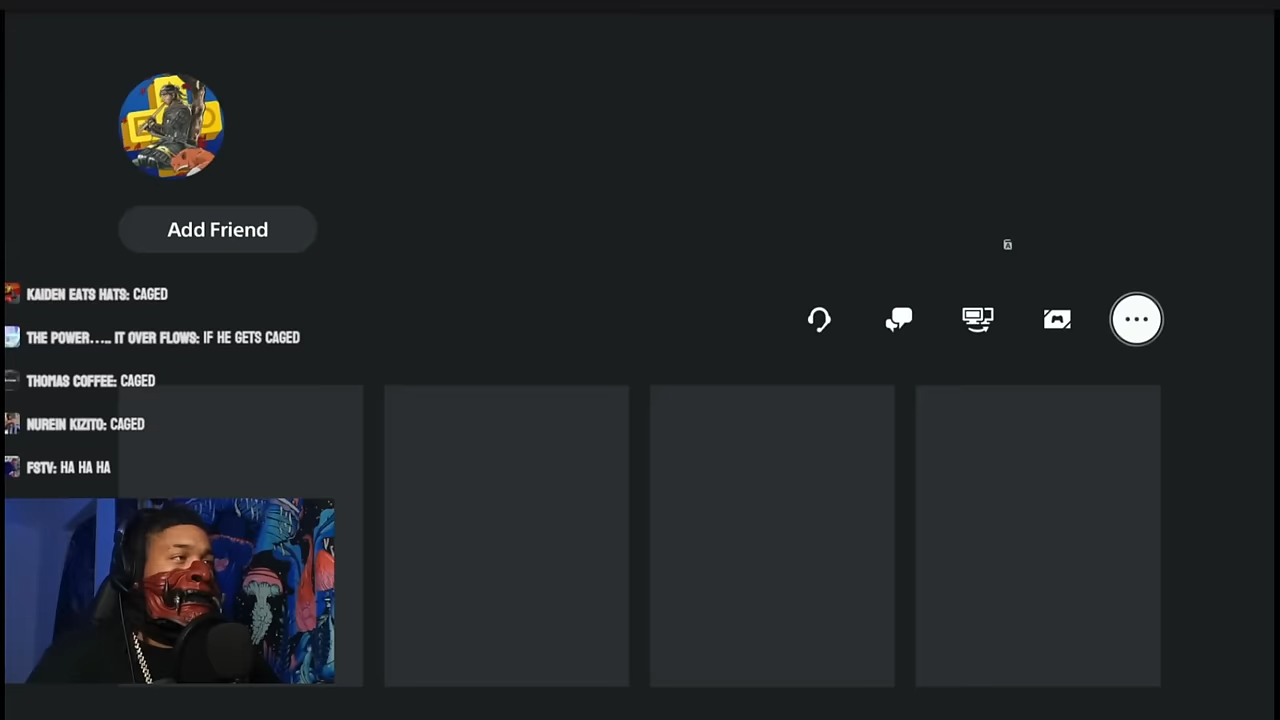 Add Friend
KAIDEN EATS HATS: CAGED
THE POWER..... IT OVER FLOWS: IF HE GETS CAGED
THOMAS COFFEE: CAGED
NUREIN KIZITO: CAGED
FSTV: HA HA HA